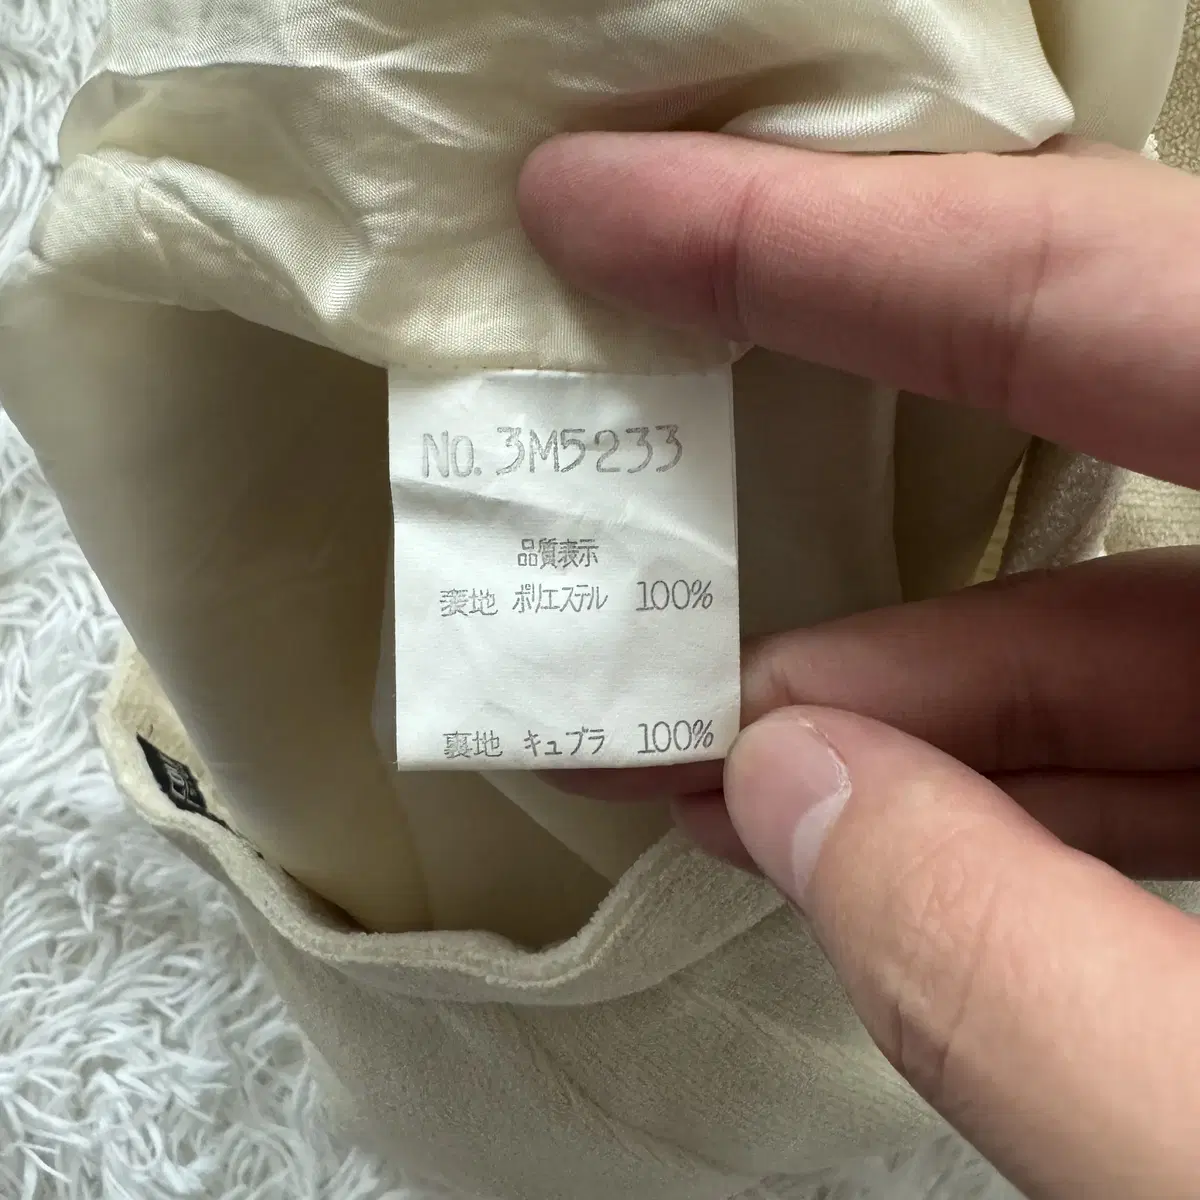 No. 3M5233
品質表示
表地 ポリエステル 100%
裏地 キュプラ 100%